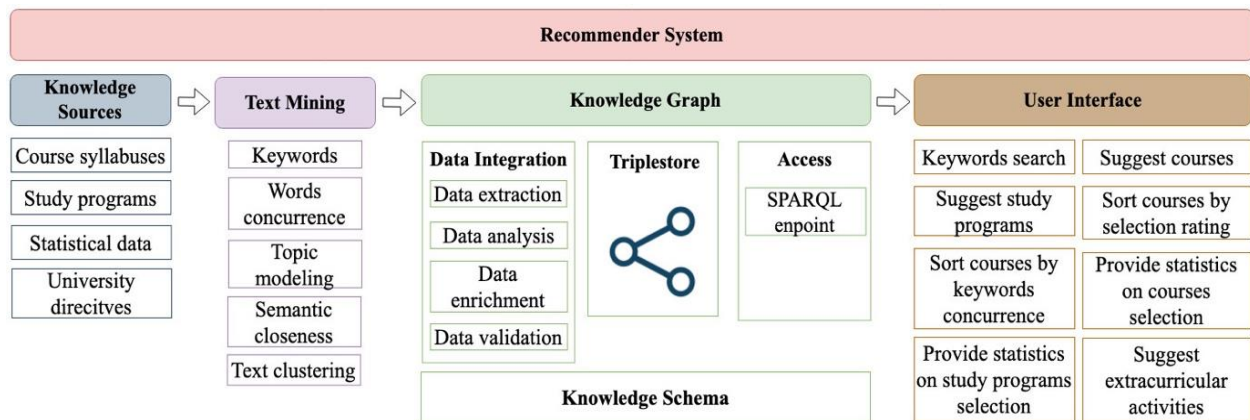 Recommender System
Knowledge
Sources
Text Mining
Knowledge Graph
User Interface
Course syllabuses
Study programs
Statistical data
University
direcitves
Keywords
Words
concurrence
Topic
modeling
Semantic
closeness
Text clustering
Data Integration
Data extraction
Data analysis
Data
enrichment
Data validation
Triplestore
Access
SPARQL
enpoint
Knowledge Schema
Keywords search
Suggest study
programs
Sort courses by
keywords
concurrence
Provide statistics
on study programs
selection
Suggest courses
Sort courses by
selection rating
Provide statistics
on courses
selection
Suggest
extracurricular
activities